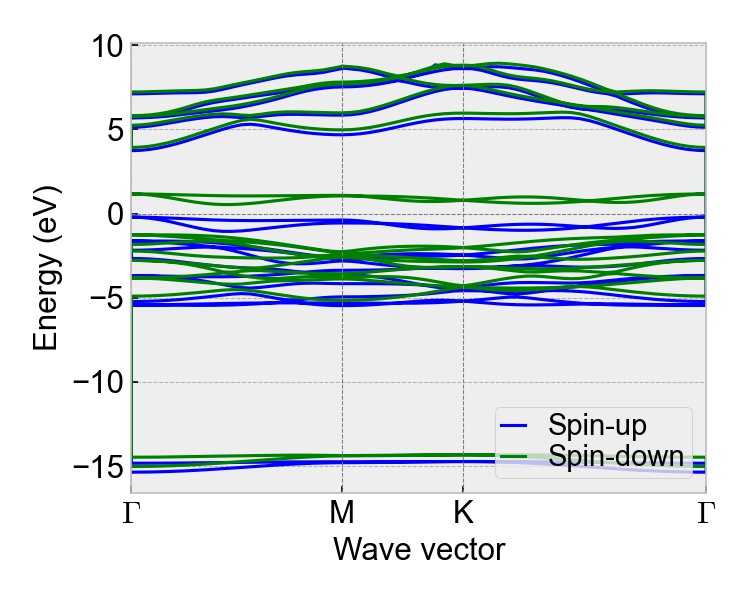 10
5
0
−5
−10
−15
Energy (eV)
Spin-up
Spin-down
Γ M K Γ
Wave vector